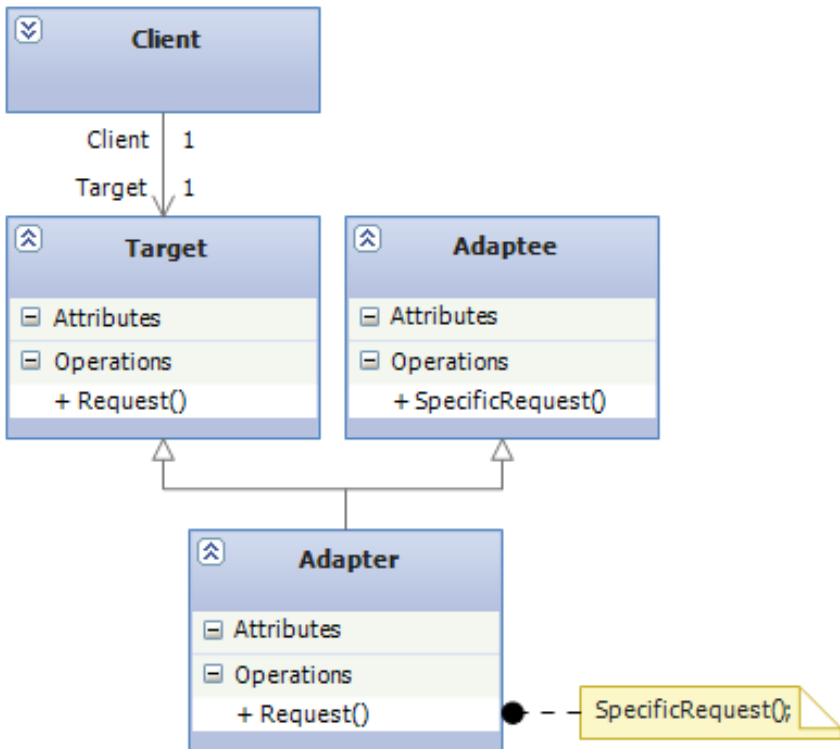 Client
Client 1
Target 1
Target
Attributes
Operations
+ Request()
Adaptee
Attributes
Operations
+ SpecificRequest()
Adapter
Attributes
Operations
+ Request()
SpecificRequest();